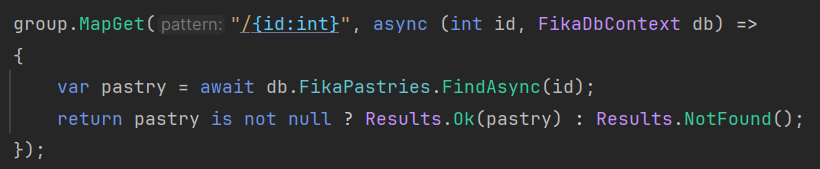 group.MapGet( pattern: "/{id:int}", async (int id, FikaDbContext db) =>
{
    var pastry = await db.FikaPastries.FindAsync(id);
    return pastry is not null ? Results.Ok(pastry) : Results.NotFound();
});